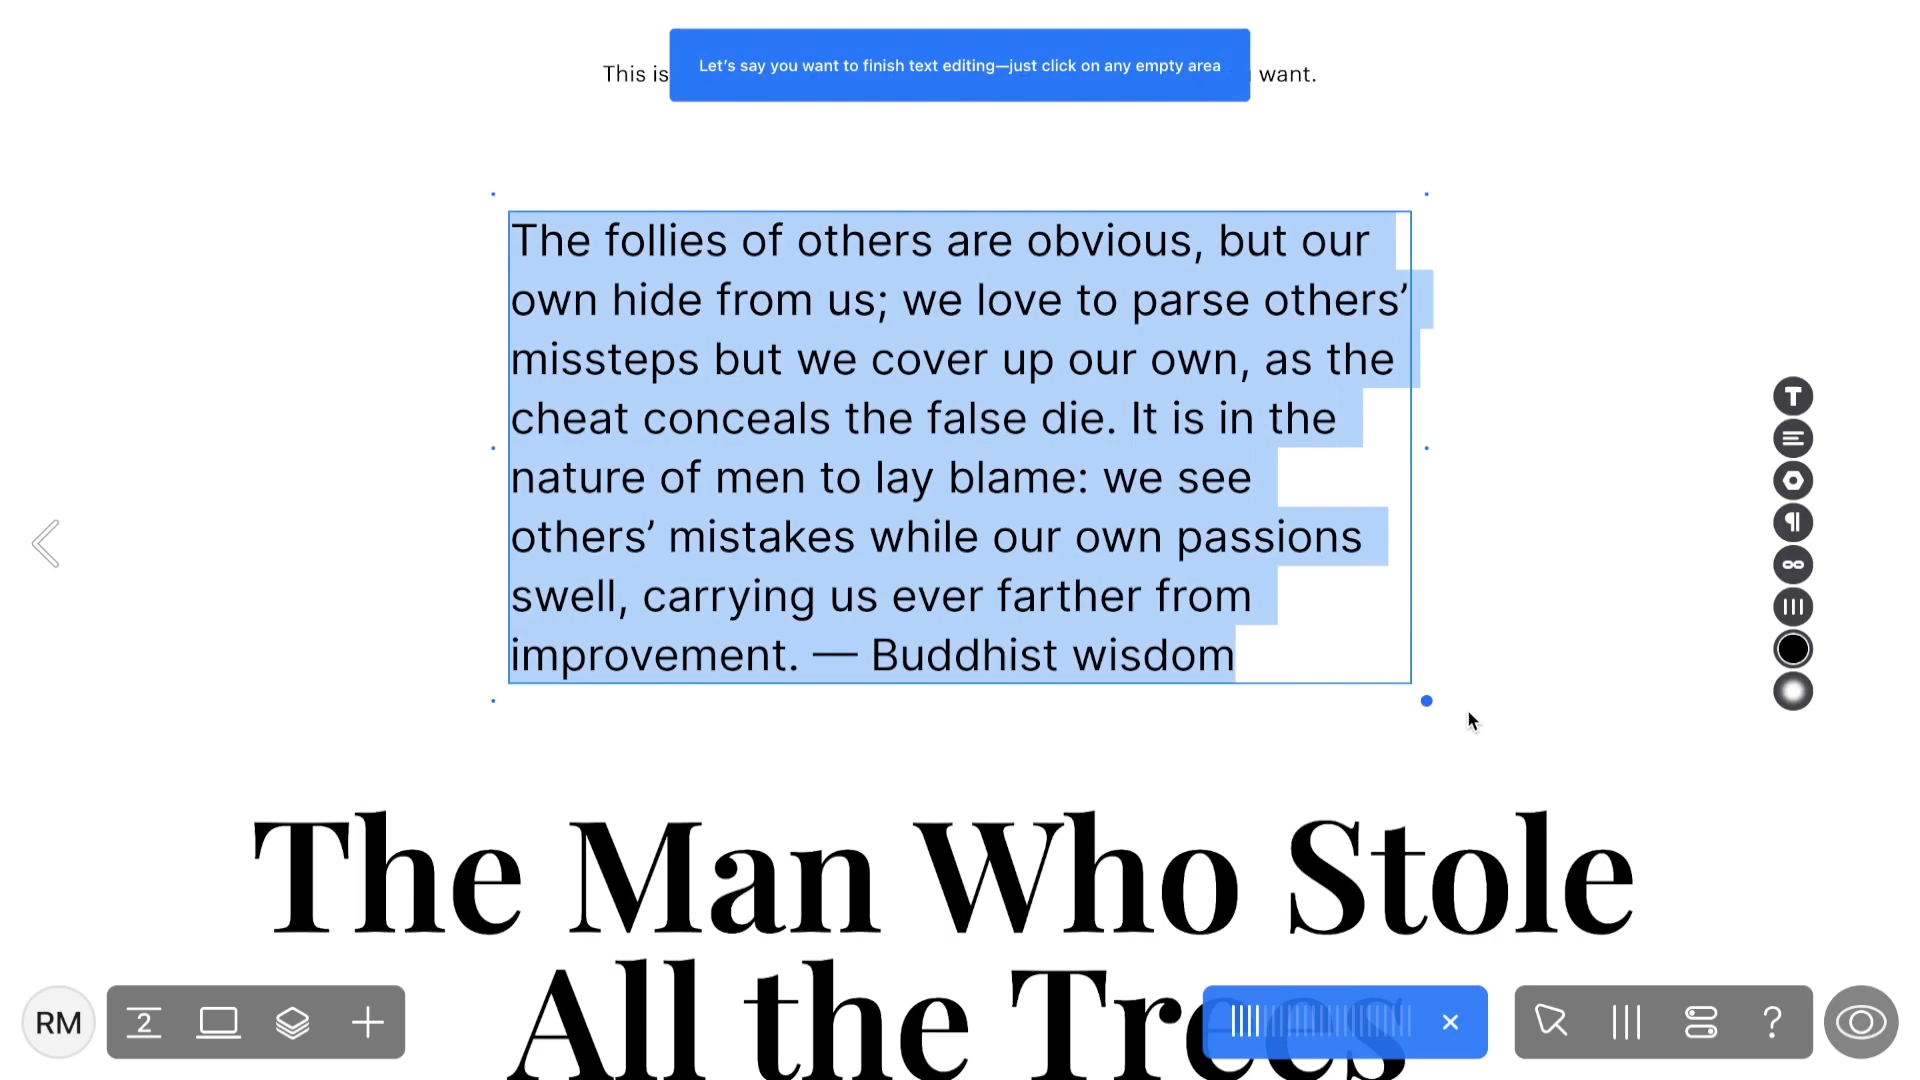 Let's say you want to finish text editing—just click on any empty area
This is want.
The follies of others are obvious, but our
own hide from us; we love to parse others’
missteps but we cover up our own, as the
cheat conceals the false die. It is in the
nature of men to lay blame: we see
others’ mistakes while our own passions
swell, carrying us ever farther from
improvement. — Buddhist wisdom
The Man Who Stole
All the Trees
RM
2
?